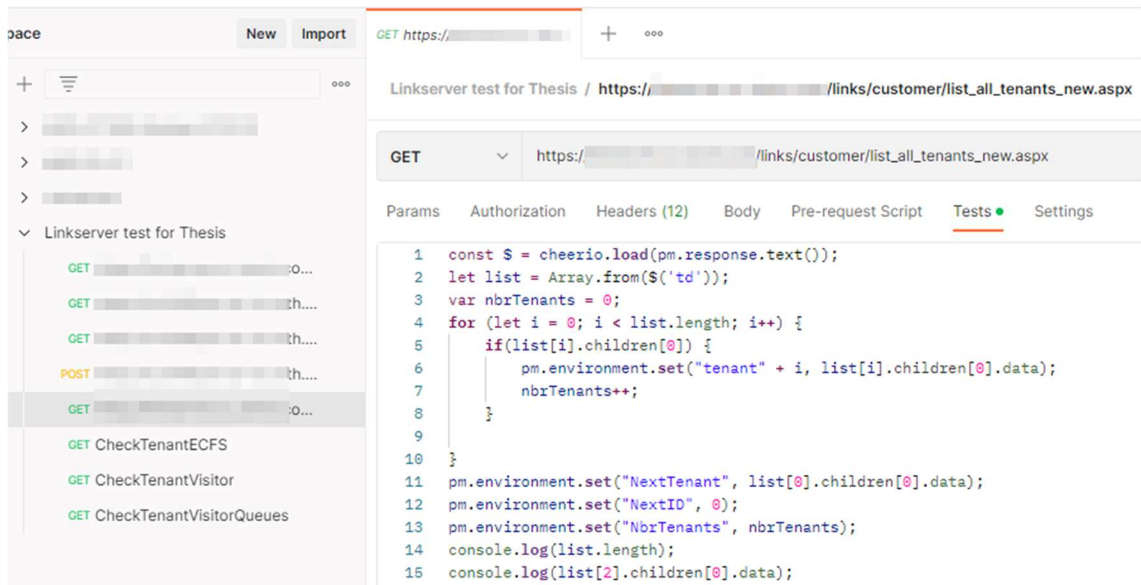 pace
New
Import
GET https://
Linkserver test for Thesis / https:// /links/customer/list_all_tenants_new.aspx
GET
https:/ /links/customer/list_all_tenants_new.aspx
Params Authorization Headers (12) Body Pre-request Script Tests Settings
Linkserver test for Thesis
GET
GET
GET
POST
GET
GET CheckTenantECFS
GET CheckTenantVisitor
GET CheckTenantVisitorQueues
1 const $ = cheerio.load(pm.response.text());
2 let list = Array.from($('td'));
3 var nbrTenants = 0;
4 for (let i = 0; i < list.length; i++) {
5 if(list[i].children[0]) {
6 pm.environment.set("tenant" + i, list[i].children[0].data);
7 nbrTenants++;
8 }
9
10 }
11 pm.environment.set("NextTenant", list[0].children[0].data);
12 pm.environment.set("NextID", 0);
13 pm.environment.set("NbrTenants", nbrTenants);
14 console.log(list.length);
15 console.log(list[2].children[0].data);